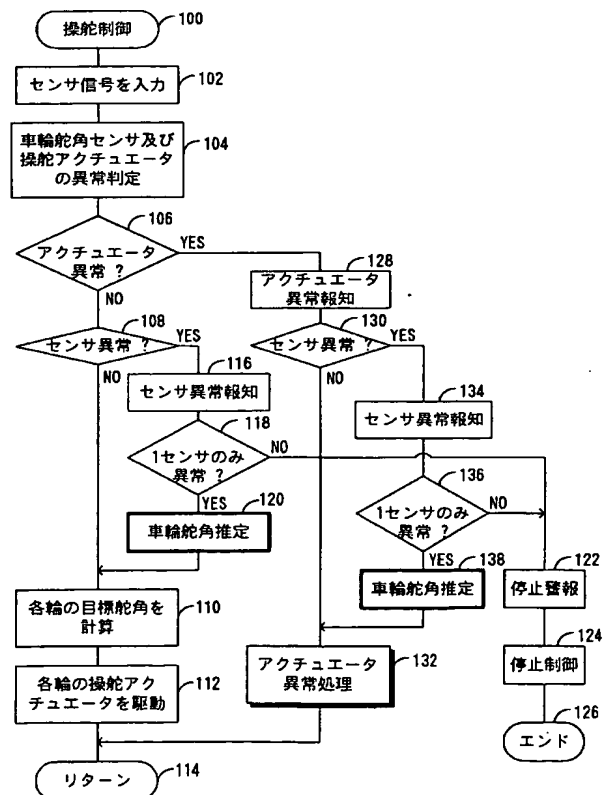 操舵制御
100
センサ信号を入力
102
車輪舵角センサ及び
操舵アクチュエータ
の異常判定
104
106
アクチュエータ
異常 ?
YES
NO
128
アクチュエータ
異常報知
108
センサ異常 ?
YES
NO
130
センサ異常 ?
YES
NO
116
センサ異常報知
134
センサ異常報知
118
1センサのみ
異常 ?
NO
YES
136
1センサのみ
異常 ?
NO
YES
120
車輪舵角推定
138
車輪舵角推定
122
停止警報
110
各輪の目標舵角を
計算
124
停止制御
132
アクチュエータ
異常処理
112
各輪の操舵アク
チュエータを駆動
126
エンド
リターン
114